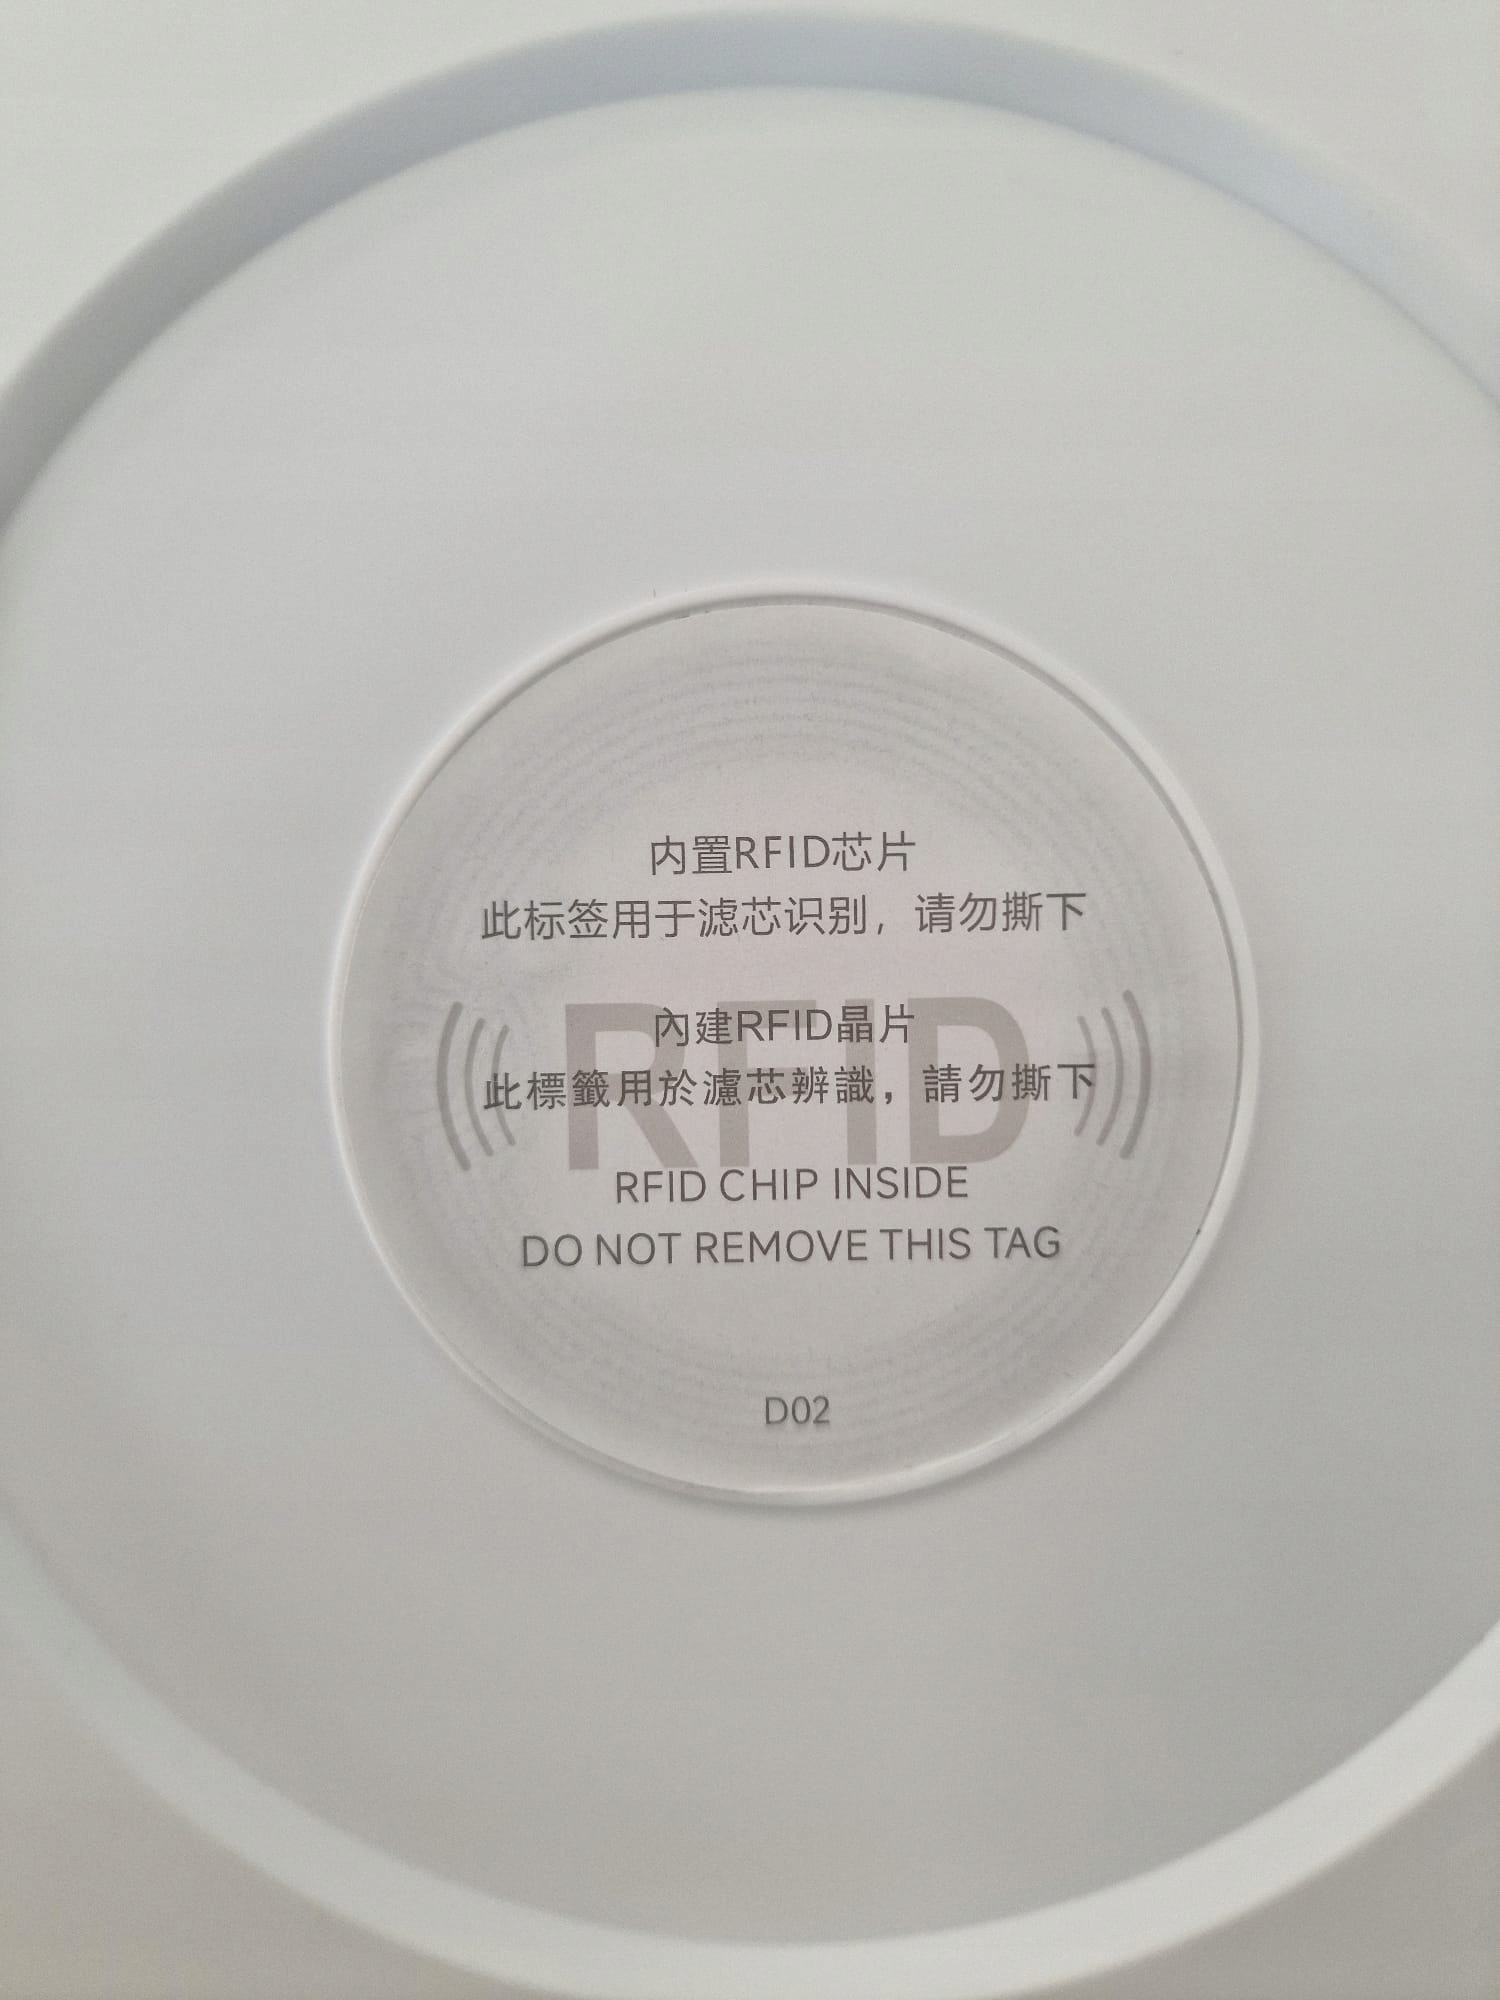 内置RFID芯片
此标签用于滤芯识别，请勿撕下
RFID
內建RFID晶片
此標籤用於濾芯辨識，請勿撕下
RFID CHIP INSIDE
DO NOT REMOVE THIS TAG
D02